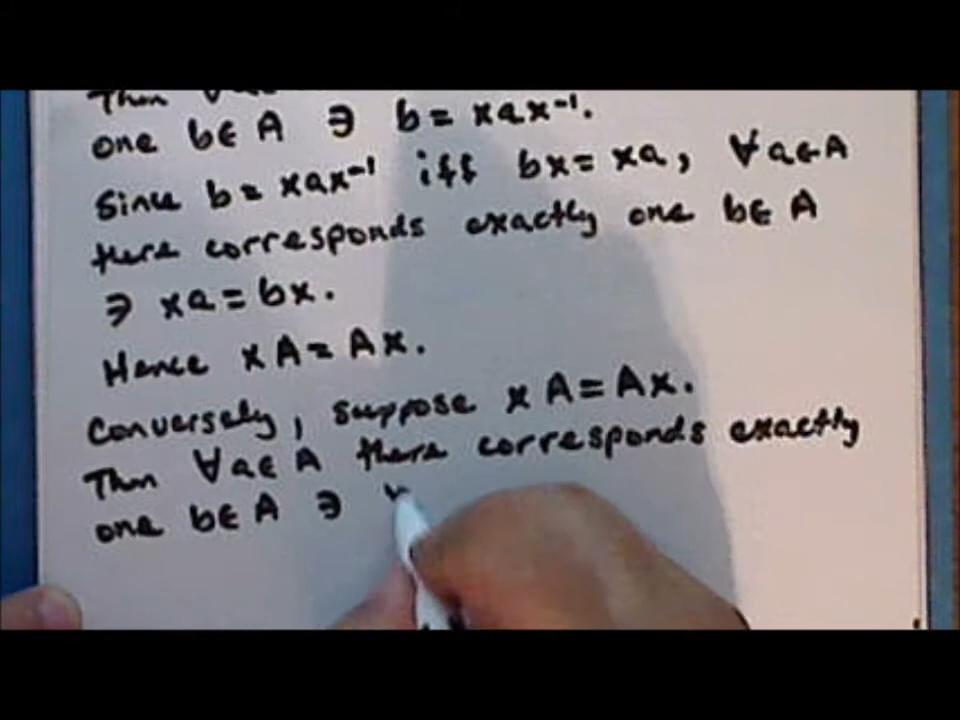 Then ∀
one b∈ A ∋ b = xax⁻¹.
Since b = xax⁻¹ iff bx = xa, ∀ a∈A
there corresponds exactly one b∈ A
∋ xa = bx.
Hence xA = Ax.
Conversely, suppose xA = Ax.
Then ∀ a∈ A there corresponds exactly
one b∈ A ∋